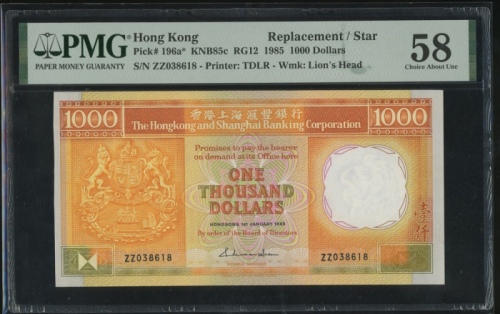 PMG
PAPER MONEY GUARANTY
Hong Kong Replacement / Star
Pick# 196a* KNB85c RG12 1985 1000 Dollars
S/N ZZ038618 - Printer: TDLR - Wmk: Lion's Head
58
Choice About Unc
1000 香港上海滙豐銀行 1000
The Hongkong and Shanghai Banking Corporation
Promises to pay the bearer
on demand at its Office here
ONE
THOUSAND
DOLLARS
HONGKONG 1ST JANUARY 1985
By order of the Board of Directors
壹仟
ZZ038618 ZZ038618